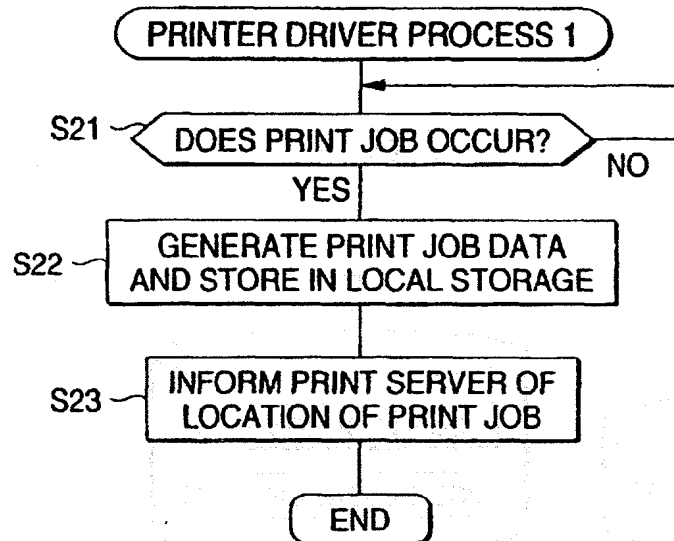 PRINTER DRIVER PROCESS 1
S21
DOES PRINT JOB OCCUR?
NO
YES
S22
GENERATE PRINT JOB DATA
AND STORE IN LOCAL STORAGE
S23
INFORM PRINT SERVER OF
LOCATION OF PRINT JOB
END